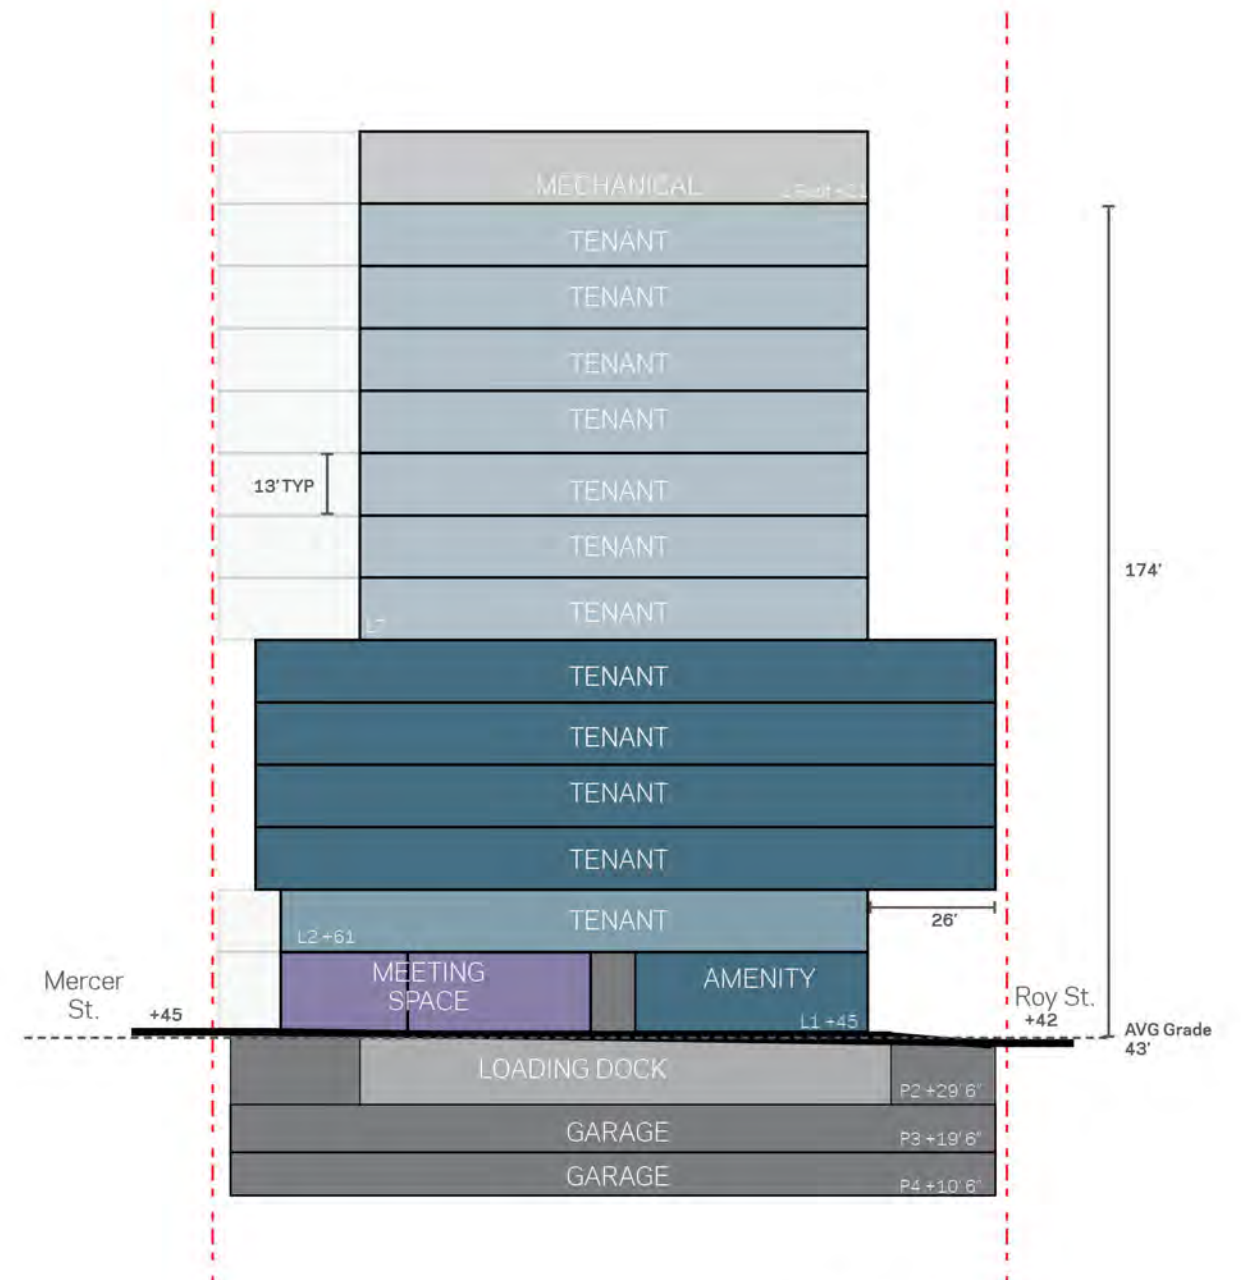 MECHANICAL
TENANT
TENANT
TENANT
TENANT
13' TYP
TENANT
TENANT
174'
TENANT
L7
TENANT
TENANT
TENANT
TENANT
TENANT
26'
L2 +61
MEETING
SPACE
AMENITY
L1 +45
Mercer
St.
+45
Roy St.
+42
AVG Grade
43'
LOADING DOCK
P2 +29' 6"
GARAGE
P3 +19' 6"
GARAGE
P4 +10' 6"